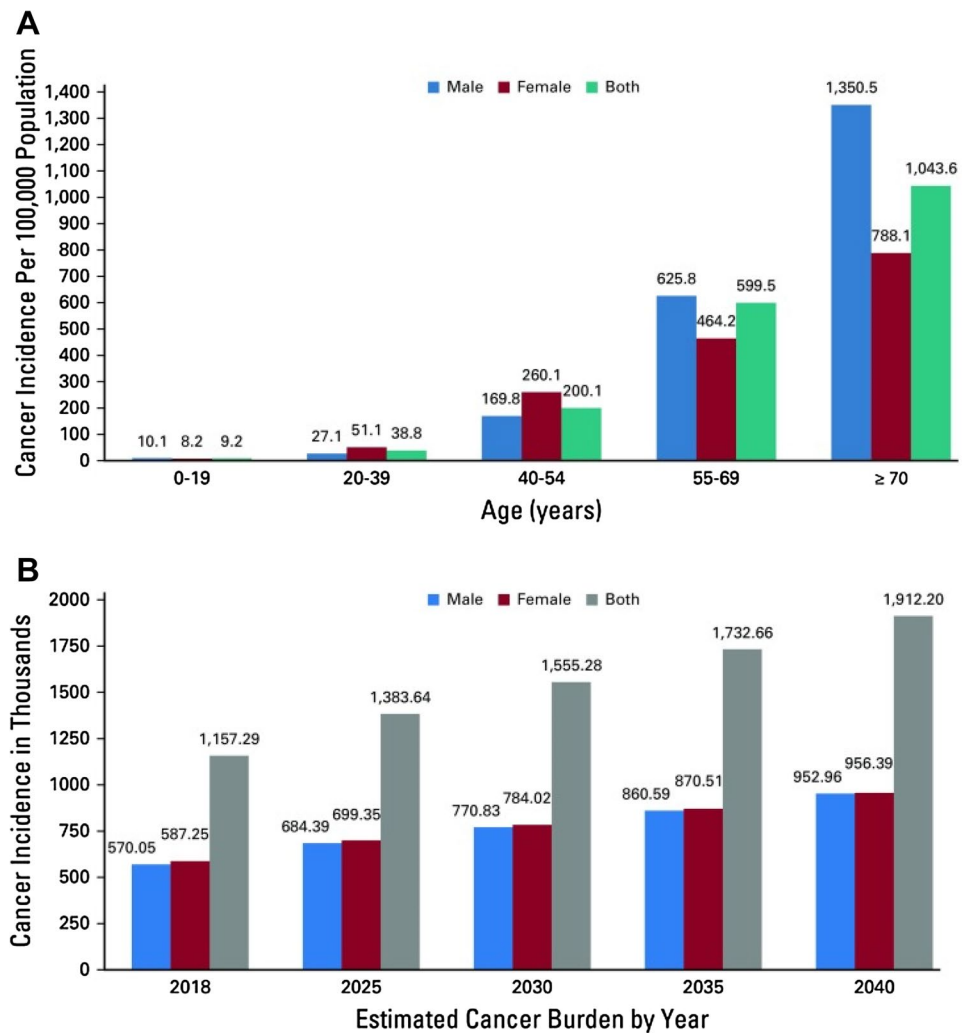 A
Cancer Incidence Per 100,000 Population
Male Female Both
1,400
1,300
1,200
1,100
1,000
900
800
700
600
500
400
300
200
100
0
10.1 8.2 9.2
27.1 51.1 38.8
169.8 260.1 200.1
625.8 464.2 599.5
1,350.5 788.1 1,043.6
0-19 20-39 40-54 55-69 ≥ 70
Age (years)
B
Cancer Incidence in Thousands
Male Female Both
2000
1750
1500
1250
1000
750
500
250
0
570.05 587.25 1,157.29
684.39 699.35 1,383.64
770.83 784.02 1,555.28
860.59 870.51 1,732.66
952.96 956.39 1,912.20
2018 2025 2030 2035 2040
Estimated Cancer Burden by Year